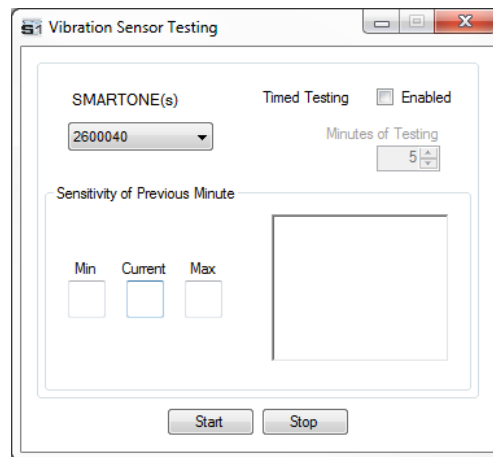 S1 Vibration Sensor Testing
SMARTONE(s)
Timed Testing Enabled
2600040
Minutes of Testing
5
Sensitivity of Previous Minute
Min Current Max
Start Stop